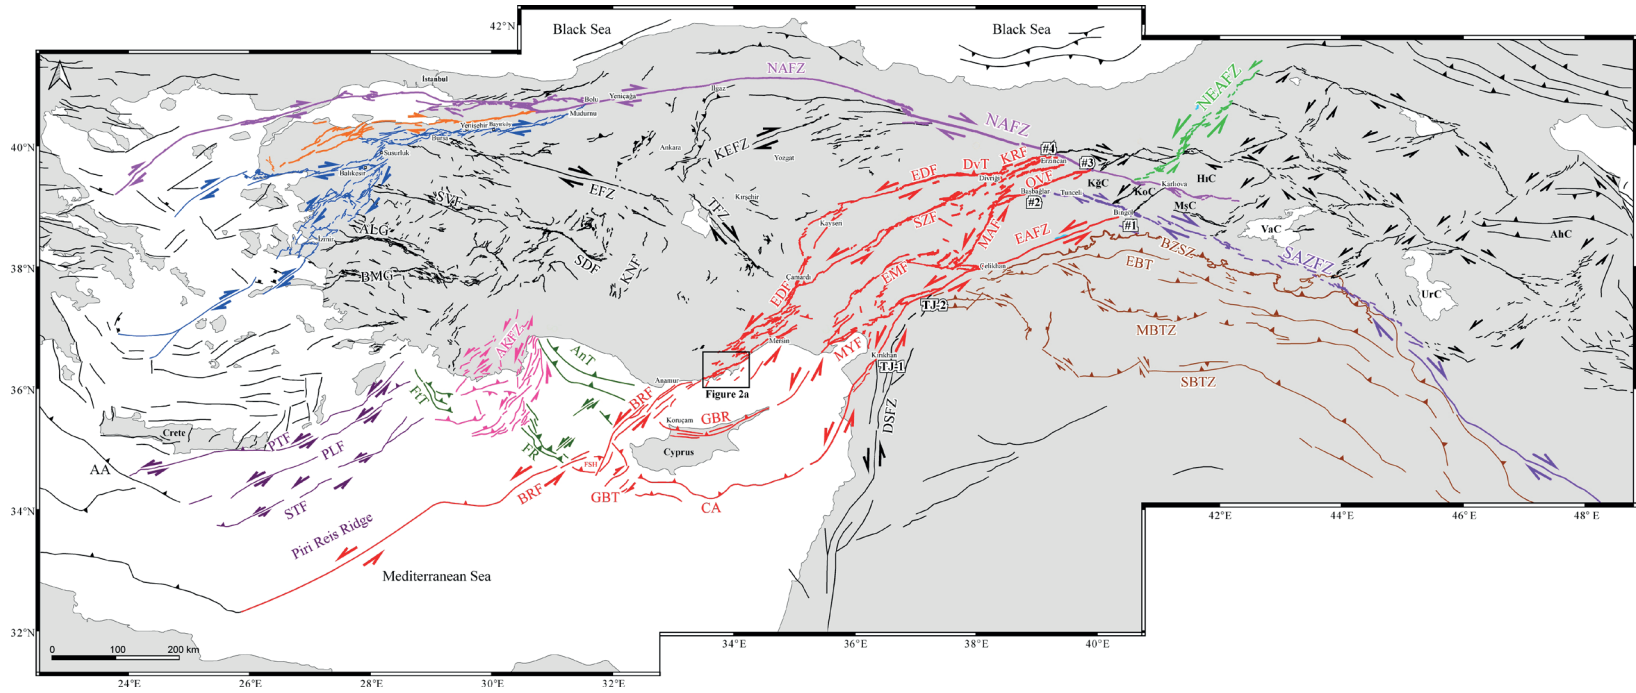 42°N
Black Sea
Black Sea
NAFZ
NEAFZ
İstanbul
Bolu
Yeniçağa
Ilgaz
Mudurnu
Yenişehir
Bursa
NAFZ
40°N
Susurluk
Balıkesir
Ankara
KEFZ
Yozgat
#4
Erzincan
#3
KRF
DvT
Divriği
EDF
OVF
KğC
Karlıova
HıC
KoC
EFZ
SVF
Kırşehir
TFZ
Başbağlar
Tunceli
#2
MşC
Bingöl
#1
Kayseri
SZF
MAF
EAFZ
VaC
AhC
İzmir
ALG
BMG
SDF
KNF
38°N
BZSZ
EBT
SAZFZ
EMF
Çelikhan
Çamardı
EDF
UrC
TJ-2
MBTZ
AKFZ
AnT
Mersin
MYF
Kırıkhan
TJ-1
SBTZ
36°N
Anamur
Figure 2a
FıT
BRF
Koruçam
GBR
DSFZ
Crete
PTF
PLF
FR
Cyprus
AA
FSH
BRF
GBT
CA
STF
34°N
Piri Reis Ridge
Mediterranean Sea
32°N
0 100 200 km
42°E 44°E 46°E 48°E
34°E 36°E 38°E 40°E
24°E 26°E 28°E 30°E 32°E